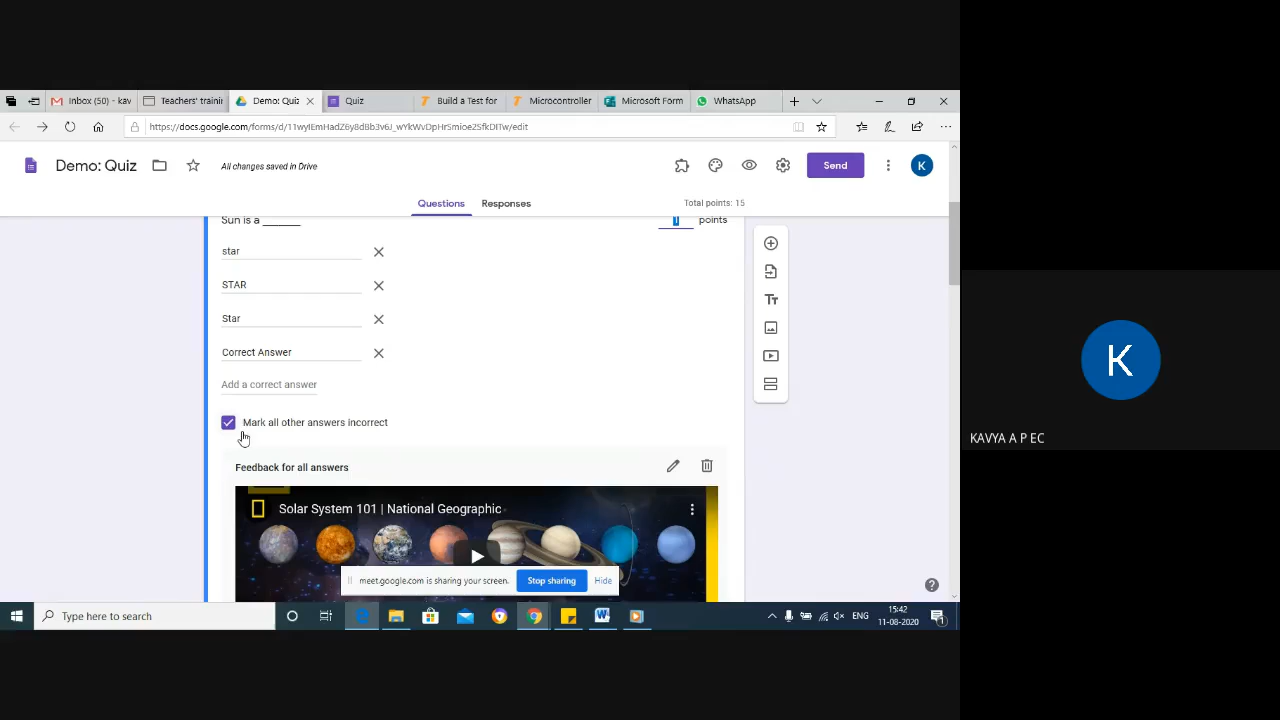 Inbox (50) - kav
Teachers' trainin
Demo: Quiz
Quiz
Build a Test for
Microcontroller
Microsoft Form
WhatsApp
https://docs.google.com/forms/d/11wyIEmHadZ6y8dBb3v6J_wYkWvDpHrSmioe2SfkDlTw/edit
Demo: Quiz
All changes saved in Drive
Send
K
Questions
Responses
Total points: 15
Sun is a _______
points
star
STAR
Star
Correct Answer
Add a correct answer
Mark all other answers incorrect
Feedback for all answers
Solar System 101 | National Geographic
meet.google.com is sharing your screen.
Stop sharing
Hide
Type here to search
ENG
15:42
11-08-2020
K
KAVYA A P EC